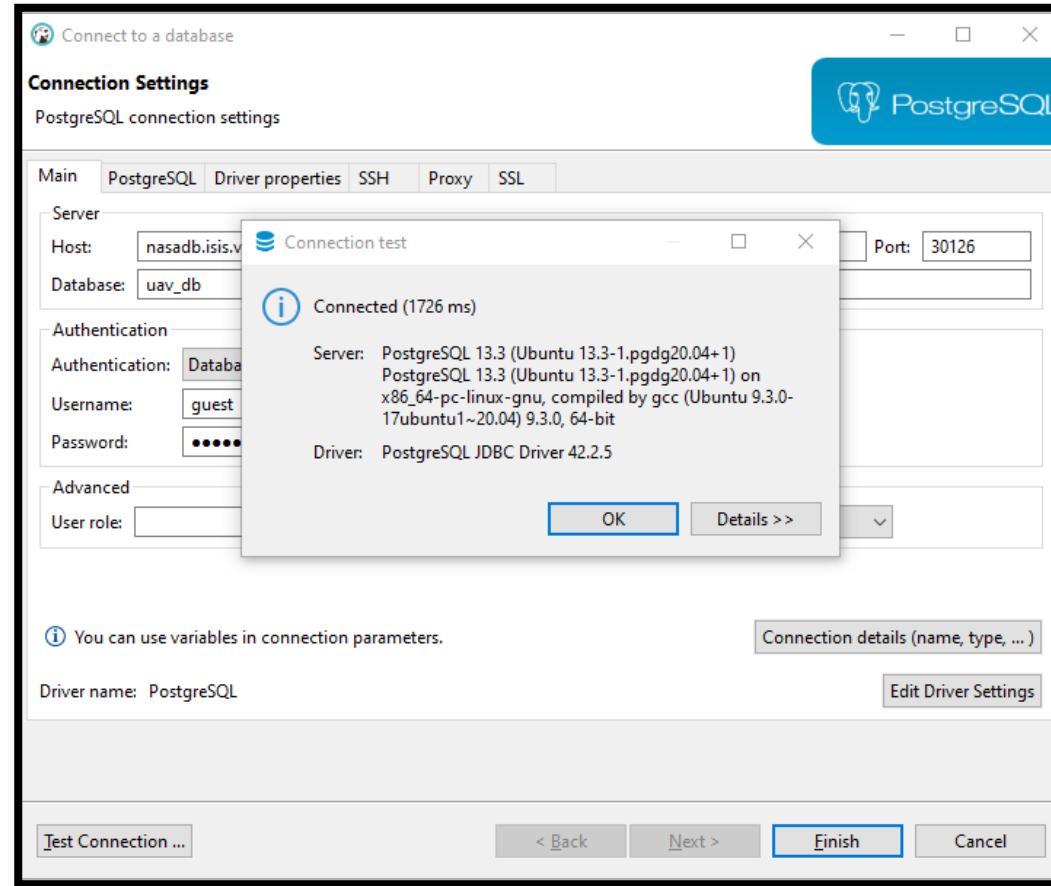 Connect to a database
Connection Settings
PostgreSQL connection settings
PostgreSQL
Main PostgreSQL Driver properties SSH Proxy SSL
Server
Host: nasadb.isis.v Port: 30126
Database: uav_db
Connection test
Connected (1726 ms)
Server: PostgreSQL 13.3 (Ubuntu 13.3-1.pgdg20.04+1)
PostgreSQL 13.3 (Ubuntu 13.3-1.pgdg20.04+1) on
x86_64-pc-linux-gnu, compiled by gcc (Ubuntu 9.3.0-
17ubuntu1~20.04) 9.3.0, 64-bit
Driver: PostgreSQL JDBC Driver 42.2.5
OK Details >>
Authentication
Authentication: Databa
Username: guest
Password: •••••
Advanced
User role:
You can use variables in connection parameters.
Connection details (name, type, ... )
Driver name: PostgreSQL
Edit Driver Settings
Test Connection ... < Back Next > Finish Cancel